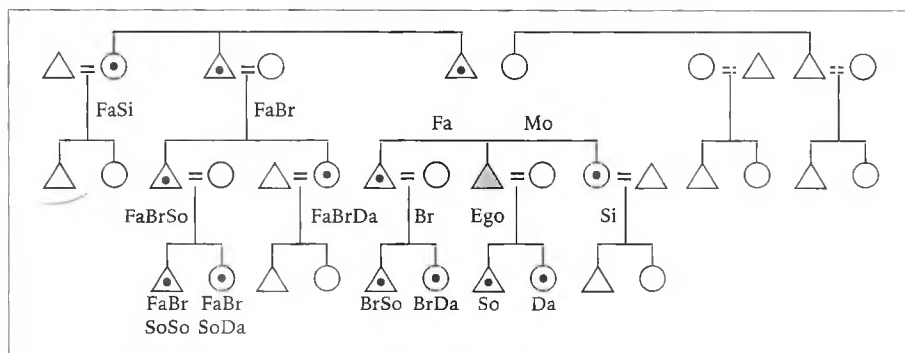 FaSi FaBr
Fa Mo
FaBrSo FaBrDa Br Ego Si
FaBr FaBr BrSo BrDa So Da
SoSo SoDa